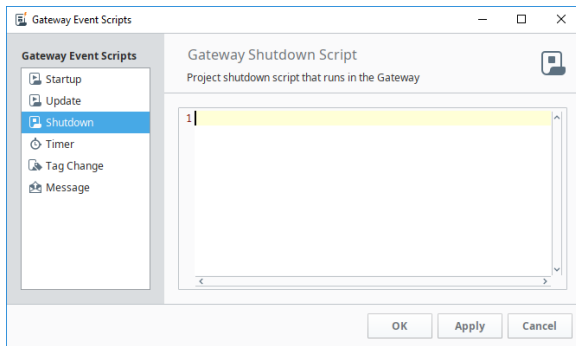 Gateway Event Scripts
Gateway Event Scripts
Startup
Update
Shutdown
Timer
Tag Change
Message
Gateway Shutdown Script
Project shutdown script that runs in the Gateway
1
OK
Apply
Cancel